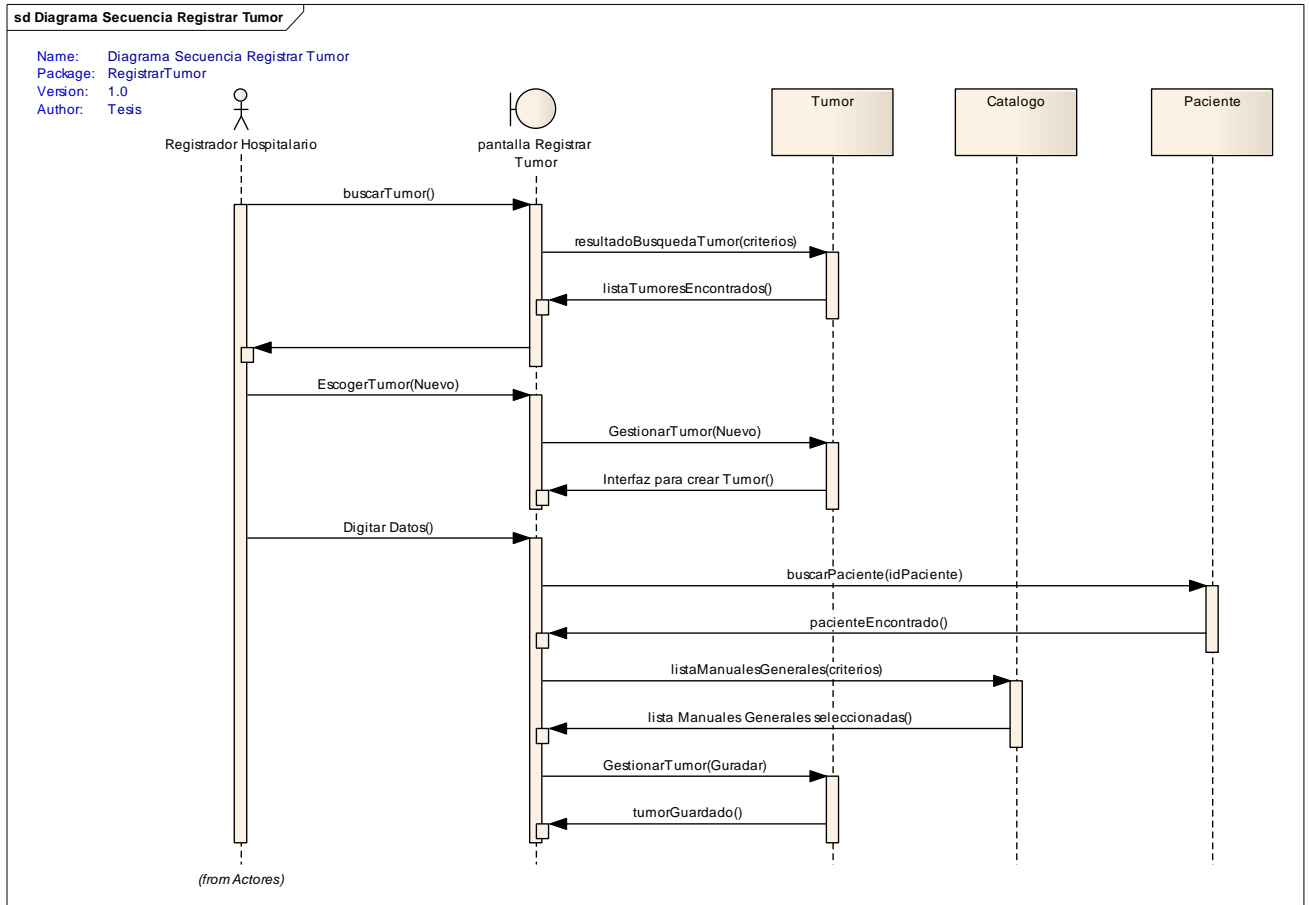 sd Diagrama Secuencia Registrar Tumor
Name: Diagrama Secuencia Registrar Tumor
Package: RegistrarTumor
Version: 1.0
Author: Tesis
Registrador Hospitalario
pantalla Registrar
Tumor
Tumor
Catalogo
Paciente
buscarTumor()
resultadoBusquedaTumor(criterios)
listaTumoresEncontrados()
EscogerTumor(Nuevo)
GestionarTumor(Nuevo)
Interfaz para crear Tumor()
Digitar Datos()
buscarPaciente(idPaciente)
pacienteEncontrado()
listaManualesGenerales(criterios)
lista Manuales Generales seleccionadas()
GestionarTumor(Guradar)
tumorGuardado()
(from Actores)